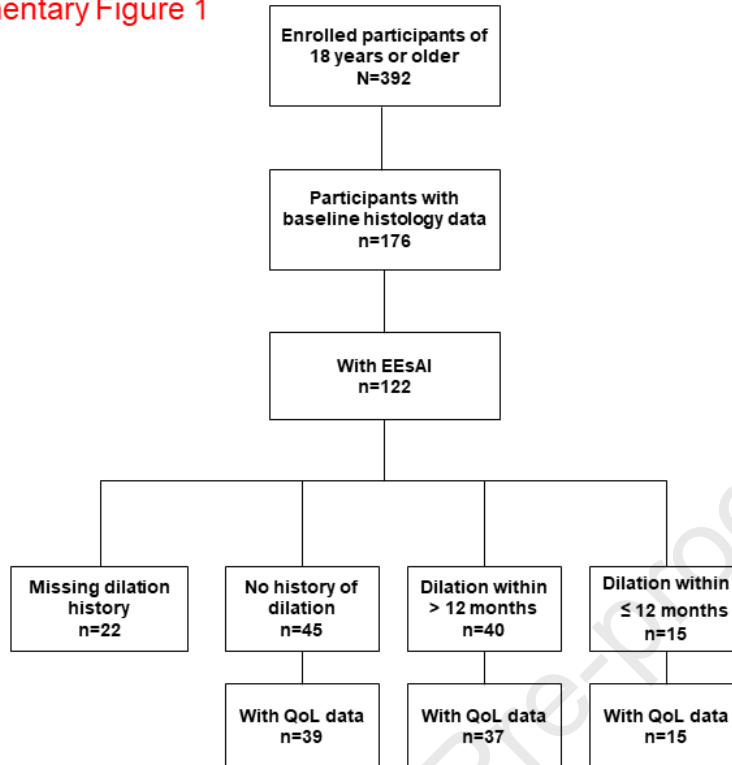 entary Figure 1
Enrolled participants of
18 years or older
N=392
Participants with
baseline histology data
n=176
With EEsAI
n=122
Missing dilation
history
n=22
No history of
dilation
n=45
Dilation within
> 12 months
n=40
Dilation within
≤ 12 months
n=15
With QoL data
n=39
With QoL data
n=37
With QoL data
n=15
Pre-proo